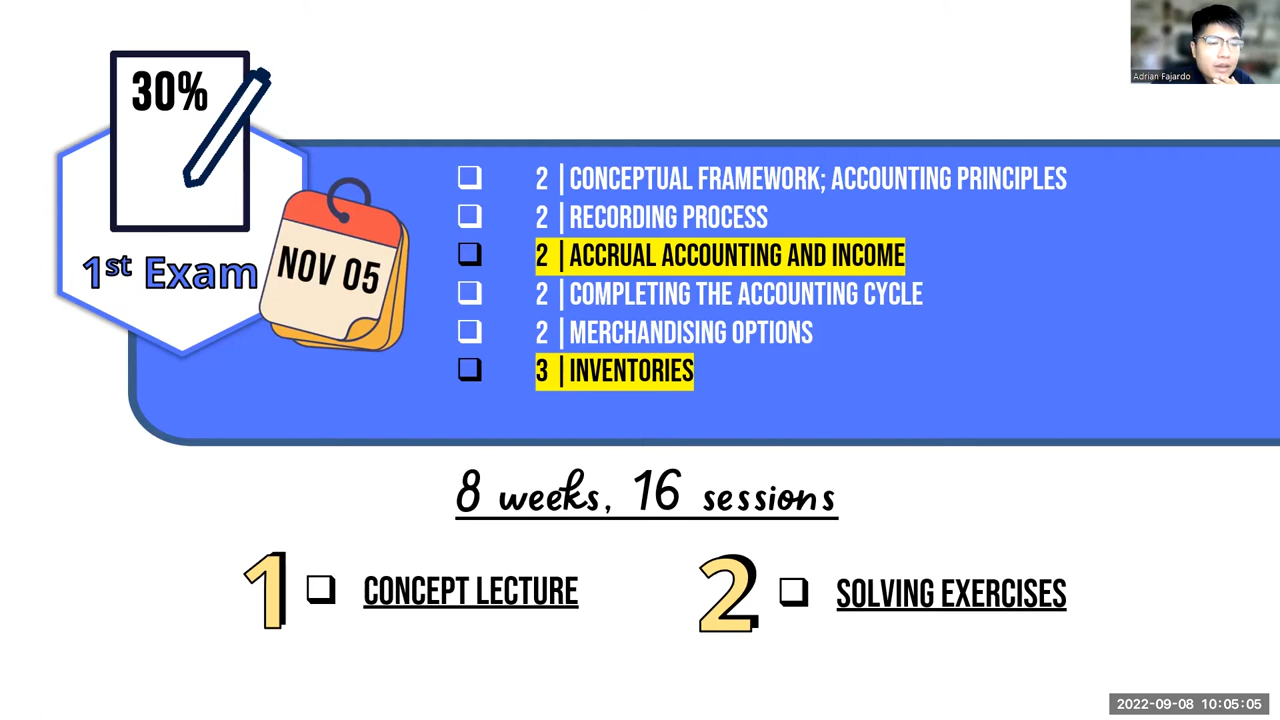 Adrian Fajardo
30%
1st Exam
NOV 05
❑ 2 | CONCEPTUAL FRAMEWORK; ACCOUNTING PRINCIPLES
❑ 2 | RECORDING PROCESS
❑ 2 | ACCRUAL ACCOUNTING AND INCOME
❑ 2 | COMPLETING THE ACCOUNTING CYCLE
❑ 2 | MERCHANDISING OPTIONS
❑ 3 | INVENTORIES
8 weeks, 16 sessions
1 ❑ CONCEPT LECTURE
2 ❑ SOLVING EXERCISES
2022-09-08 10:05:05